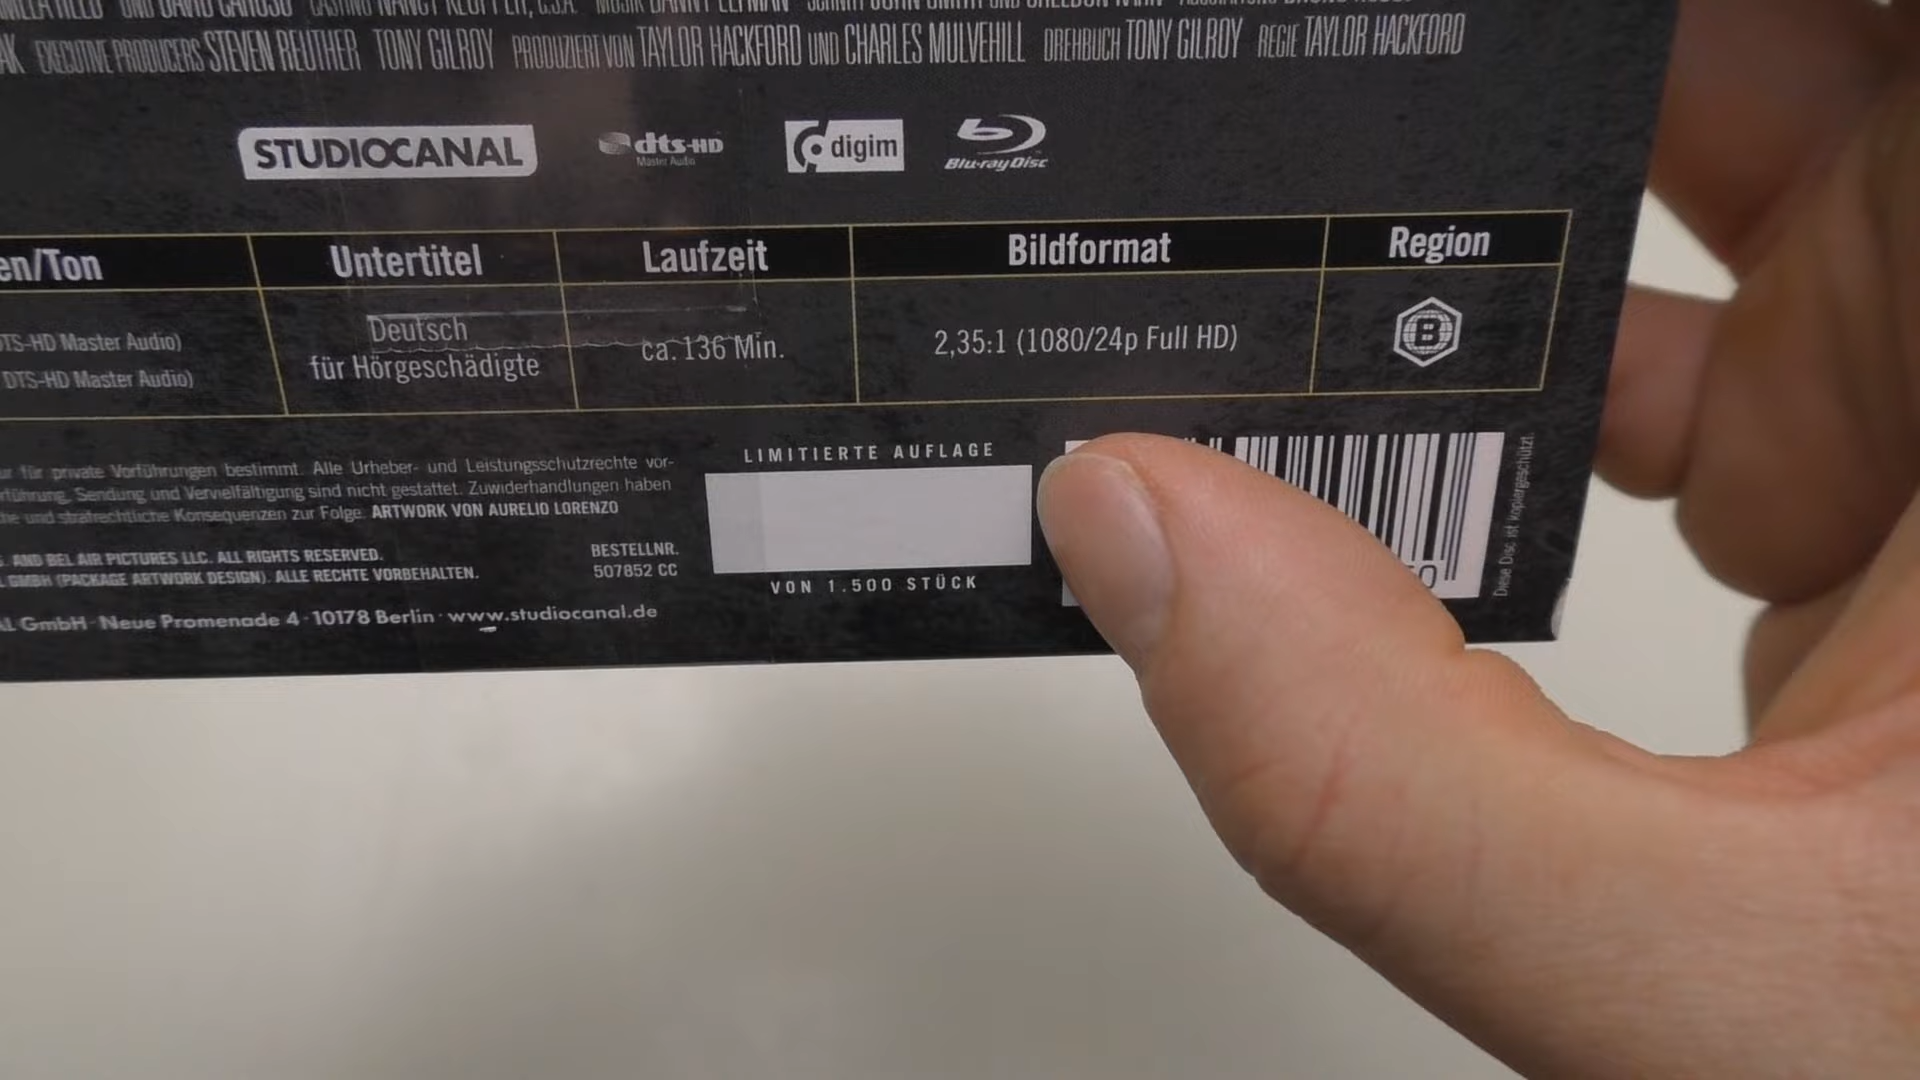 EXECUTIVE PRODUCERS STEVEN REUTHER TONY GILROY PRODUZIERT VON TAYLOR HACKFORD UND CHARLES MULVEHILL DREHBUCH TONY GILROY REGIE TAYLOR HACKFORD
STUDIOCANAL dts-HD Master Audio digim Blu-ray Disc
en/Ton Untertitel Laufzeit Bildformat Region
DTS-HD Master Audio)
DTS-HD Master Audio)
Deutsch
für Hörgeschädigte
ca. 136 Min.
2,35:1 (1080/24p Full HD)
B
für private Vorführungen bestimmt. Alle Urheber- und Leistungsschutzrechte vor-
führung, Sendung und Vervielfältigung sind nicht gestattet. Zuwiderhandlungen haben
und strafrechtliche Konsequenzen zur Folge. ARTWORK VON AURELIO LORENZO
AND BEL AIR PICTURES LLC. ALL RIGHTS RESERVED.
GMBH (PACKAGE ARTWORK DESIGN). ALLE RECHTE VORBEHALTEN.
BESTELLNR.
507852 CC
L GmbH · Neue Promenade 4 · 10178 Berlin · www.studiocanal.de
LIMITIERTE AUFLAGE
VON 1.500 STÜCK
Diese Disc ist kopiergeschützt.